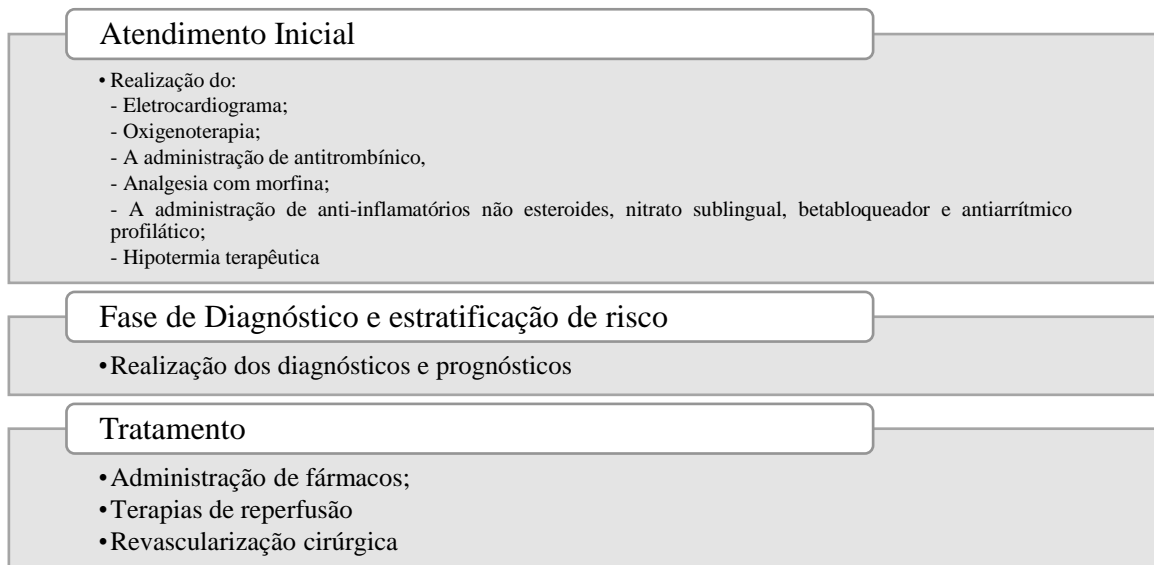 Atendimento Inicial
• Realização do:
- Eletrocardiograma;
- Oxigenoterapia;
- A administração de antitrombínico,
- Analgesia com morfina;
- A administração de anti-inflamatórios não esteroides, nitrato sublingual, betabloqueador e antiarrítmico
profilático;
- Hipotermia terapêutica
Fase de Diagnóstico e estratificação de risco
•Realização dos diagnósticos e prognósticos
Tratamento
•Administração de fármacos;
•Terapias de reperfusão
•Revascularização cirúrgica